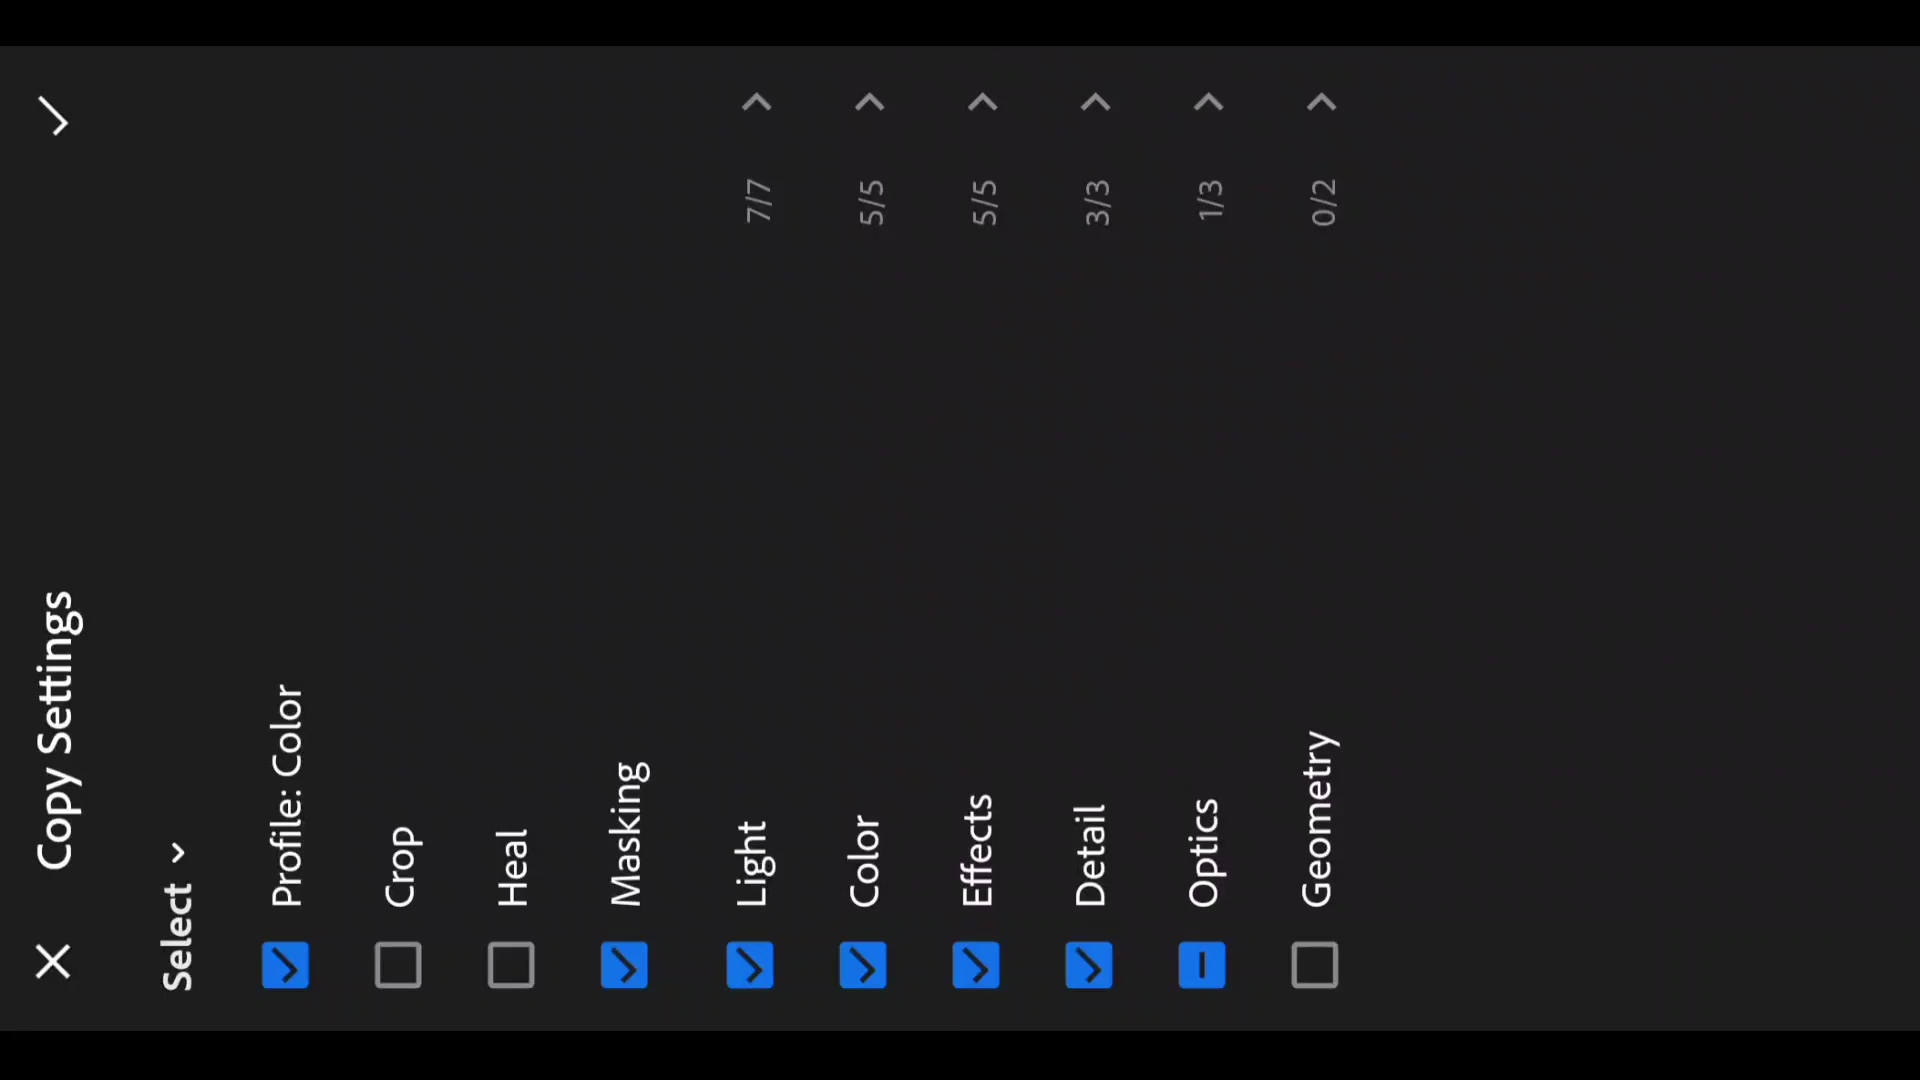 Copy Settings
Select
Profile: Color
Crop
Heal
Masking
Light 7/7
Color 5/5
Effects 5/5
Detail 3/3
Optics 1/3
Geometry 0/2